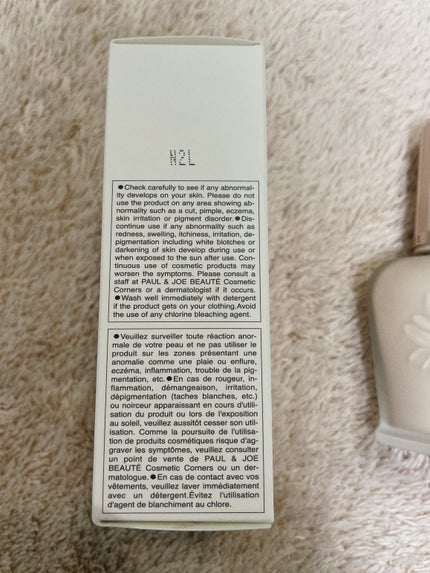 N2L
●Check carefully to see if any abnormal-
ity develops on your skin. Please do not
use the product on any area showing ab-
normality such as a cut, pimple, eczema,
skin irritation or pigment disorder.●Dis-
continue use if any abnormality such as
redness, swelling, itchiness, irritation, de-
pigmentation including white blotches or
darkening of skin develop during use or
when exposed to the sun after use. Con-
tinuous use of cosmetic products may
worsen the symptoms. Please consult a
staff at PAUL & JOE BEAUTÉ Cosmetic
Corners or a dermatologist if it occurs.
●Wash well immediately with detergent
if the product gets on your clothing.Avoid
the use of any chlorine bleaching agent.
●Veuillez surveiller toute réaction anor-
male de votre peau et ne pas utiliser le
produit sur les zones présentant une
anomalie comme une plaie ou enflure,
eczéma, inflammation, trouble de la pig-
mentation, etc.●En cas de rougeur, in-
flammation, démangeaison, irritation,
dépigmentation (taches blanches, etc.)
ou noirceur apparaissant en cours d'utili-
sation du produit ou lors de l'exposition
au soleil, veuillez aussitôt cesser son util-
isation. Comme la poursuite de l'utilisa-
tion de produits cosmétiques risque d'ag-
graver les symptômes, veuillez consulter
un point de vente de PAUL & JOE
BEAUTÉ Cosmetic Corners ou un der-
matologue.●En cas de contact avec vos
vêtements, veuillez laver immédiatement
avec un détergent.Évitez l'utilisation
d'agent de blanchiment au chlore.